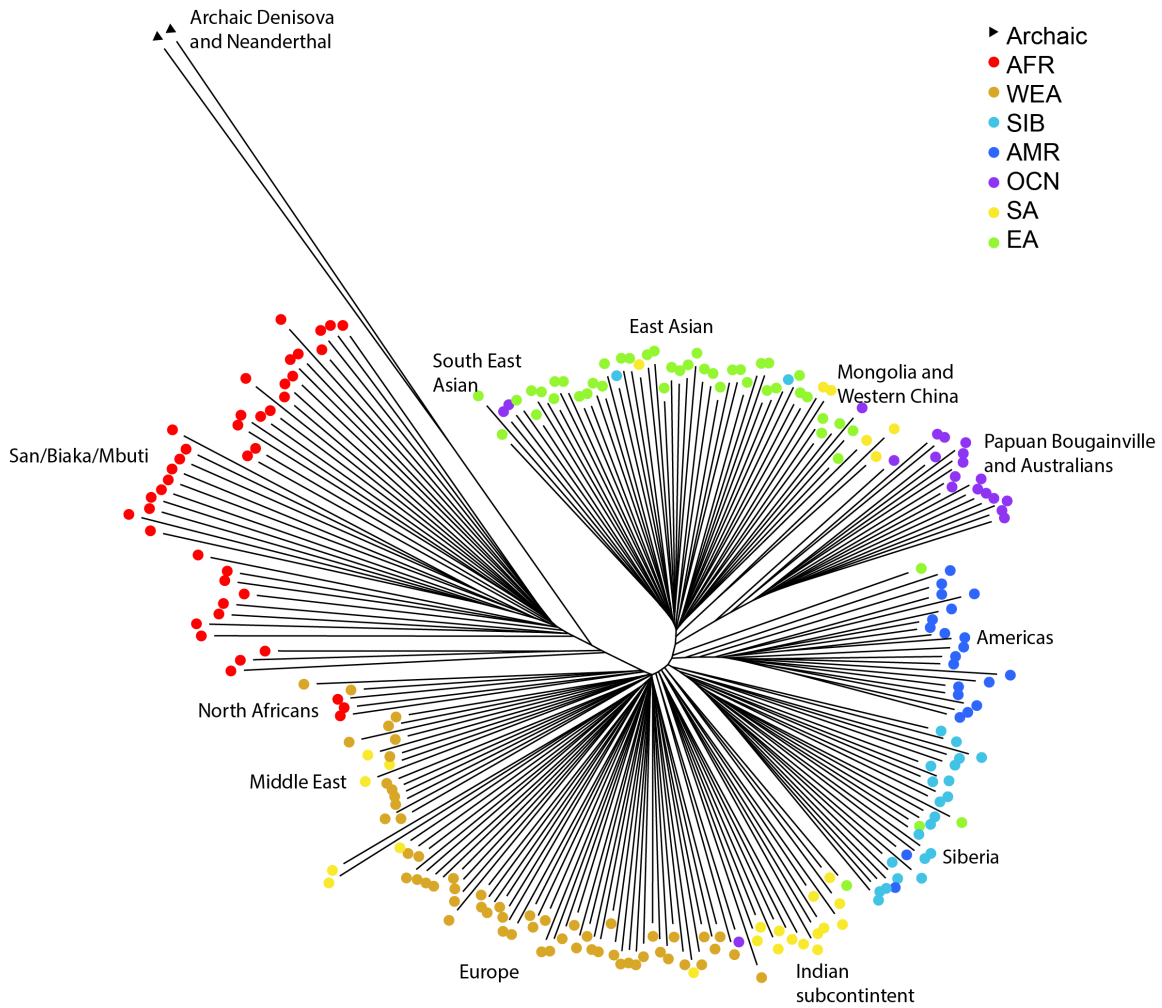 Archaic Denisova
and Neanderthal
Archaic
AFR
WEA
SIB
AMR
OCN
SA
EA
East Asian
South East
Asian
Mongolia and
Western China
San/Biaka/Mbuti
Papuan Bougainville
and Australians
Americas
North Africans
Middle East
Siberia
Europe
Indian
subcontintent